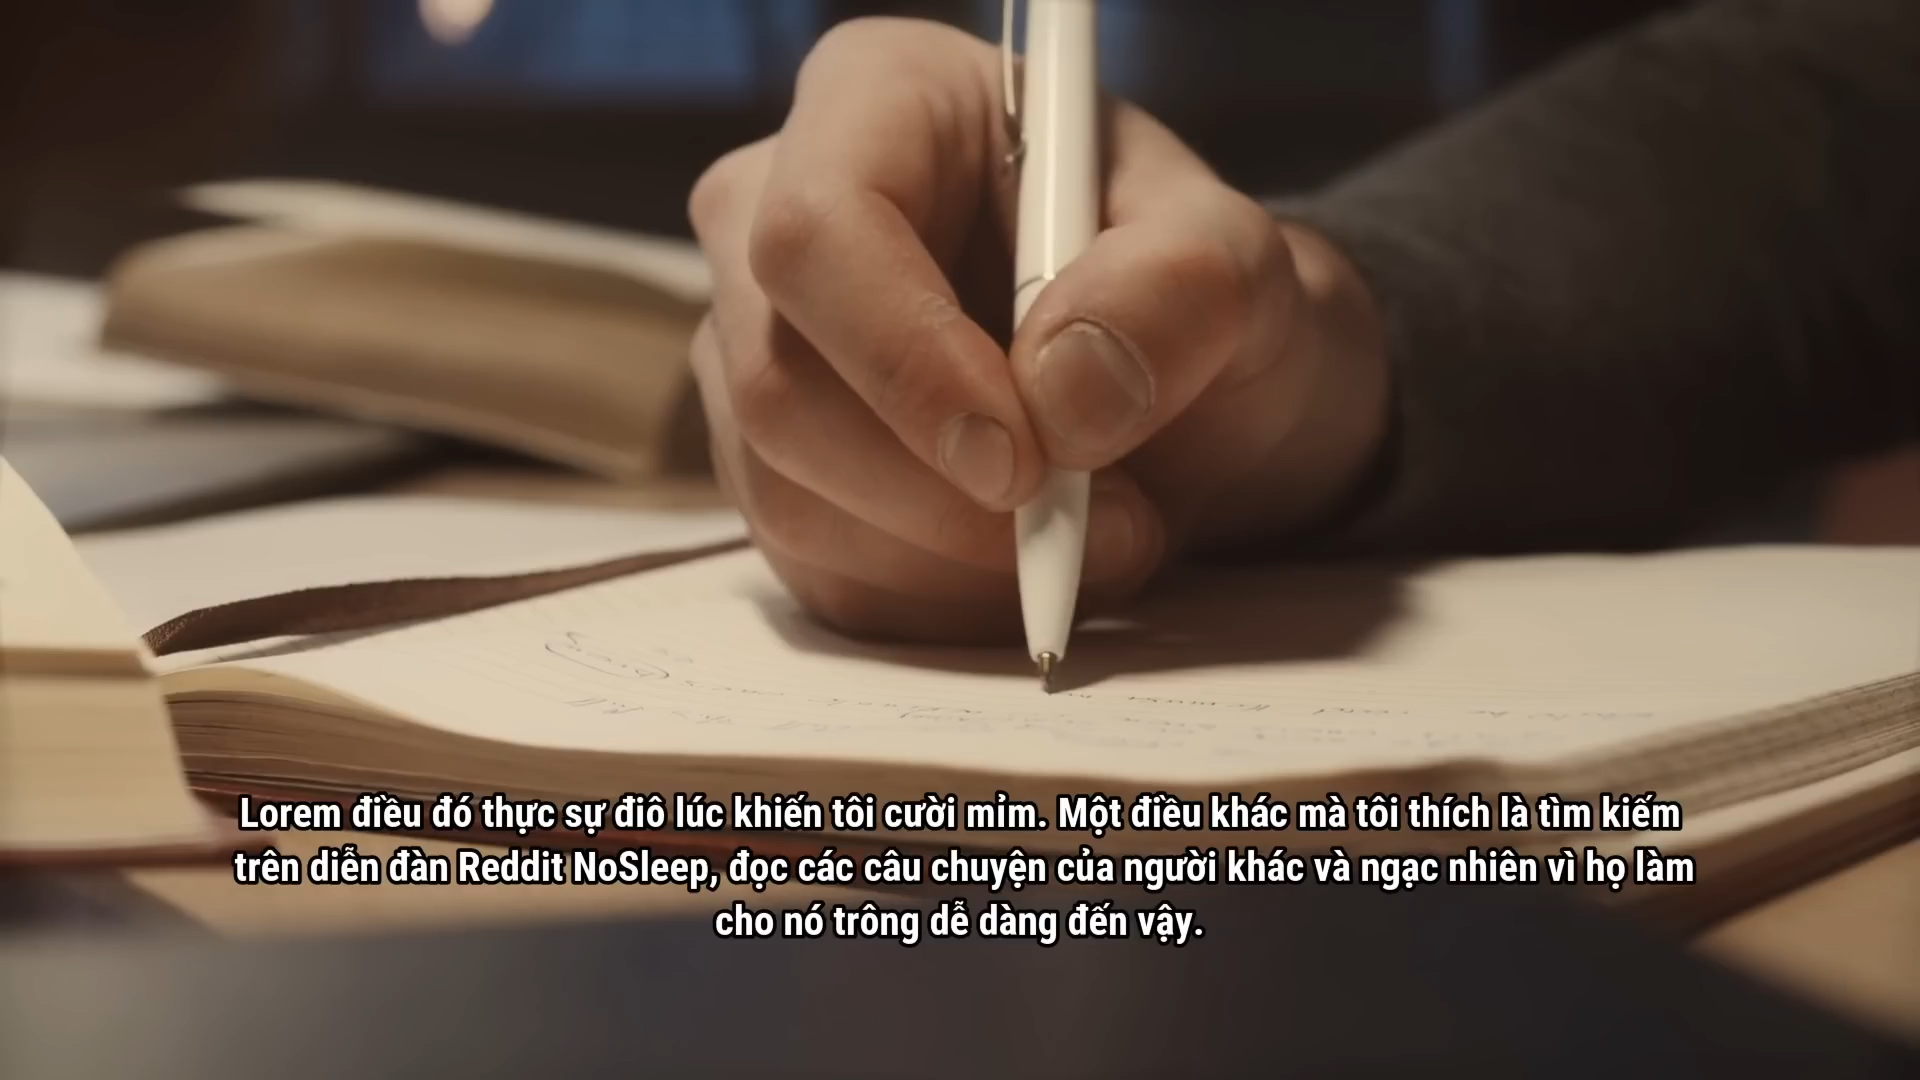 Lorem điều đó thực sự điô lúc khiến tôi cười mỉm. Một điều khác mà tôi thích là tìm kiếm
trên diễn đàn Reddit NoSleep, đọc các câu chuyện của người khác và ngạc nhiên vì họ làm
cho nó trông dễ dàng đến vậy.